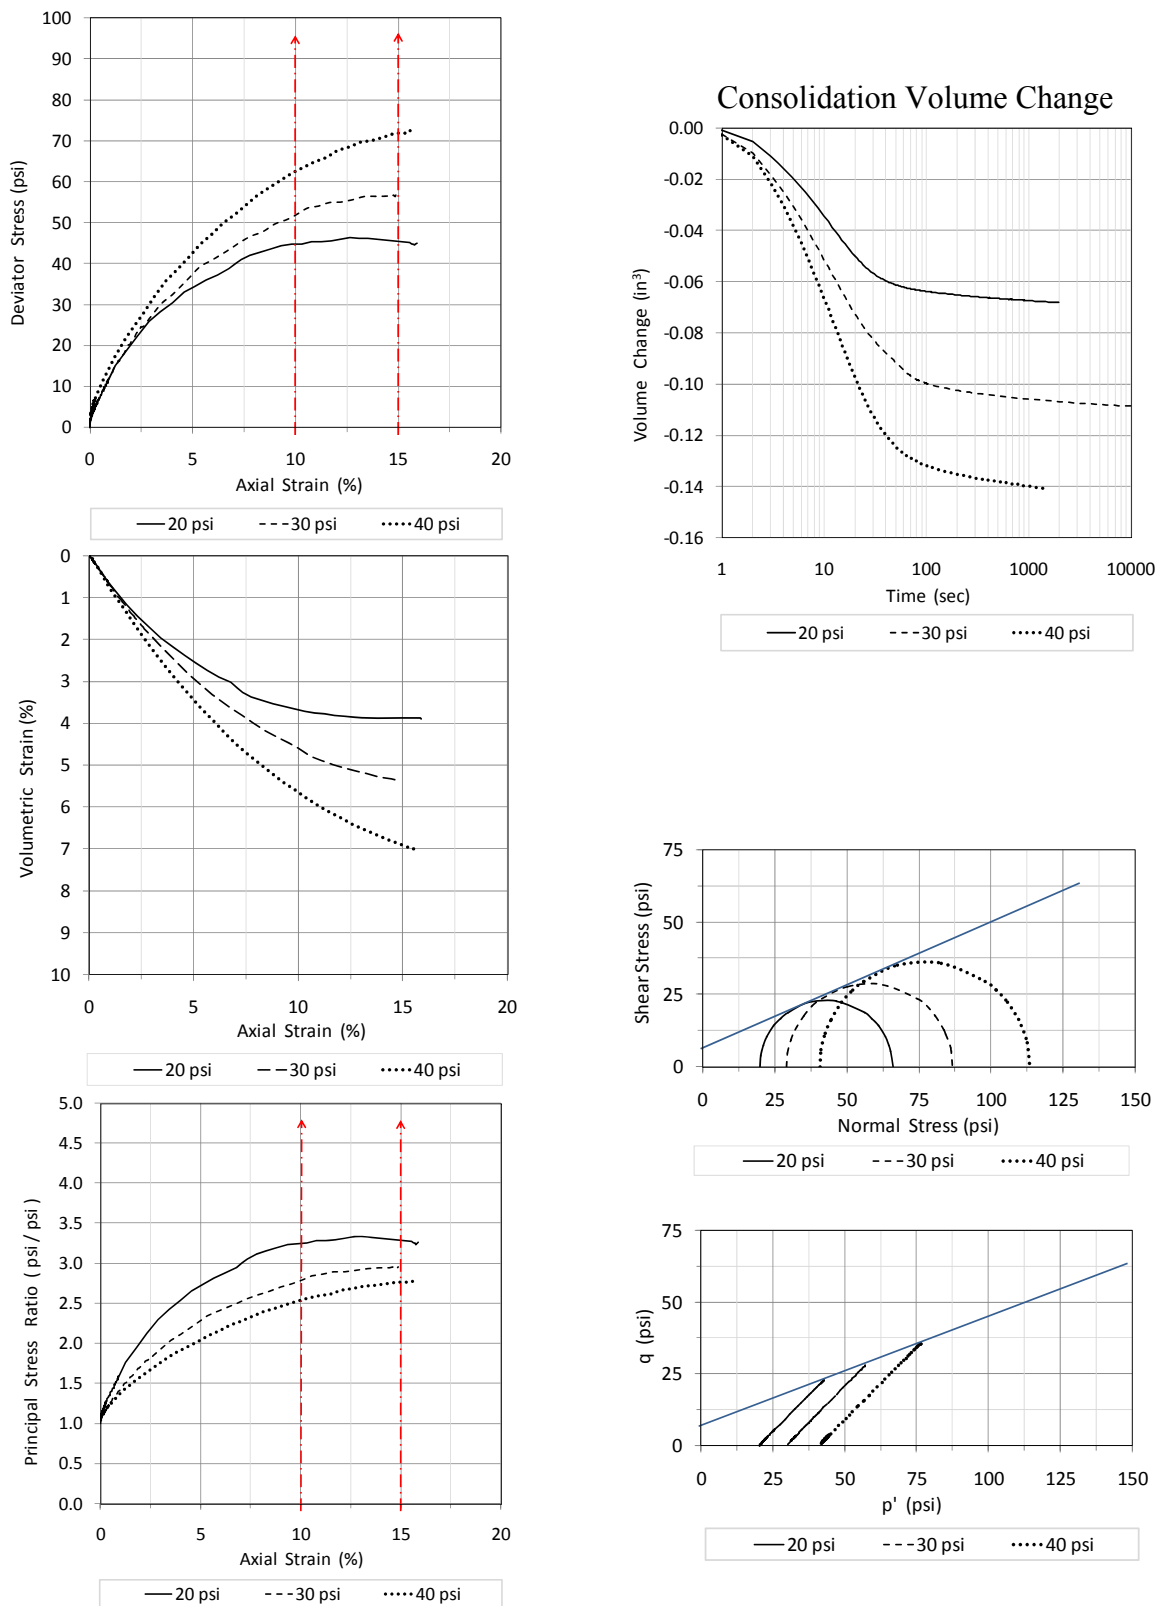 100
90
80
70
60
50
40
30
20
10
0
Deviator Stress (psi)
0 5 10 15 20
Axial Strain (%)
20 psi 30 psi 40 psi
0
1
2
3
4
5
6
7
8
9
10
Volumetric Strain (%)
0 5 10 15 20
Axial Strain (%)
20 psi 30 psi 40 psi
5.0
4.5
4.0
3.5
3.0
2.5
2.0
1.5
1.0
0.5
0.0
Principal Stress Ratio ( psi / psi )
0 5 10 15 20
Axial Strain (%)
20 psi 30 psi 40 psi
Consolidation Volume Change
0.00
-0.02
-0.04
-0.06
-0.08
-0.10
-0.12
-0.14
-0.16
Volume Change (in³)
1 10 100 1000 10000
Time (sec)
20 psi 30 psi 40 psi
75
50
25
0
Shear Stress (psi)
0 25 50 75 100 125 150
Normal Stress (psi)
20 psi 30 psi 40 psi
75
50
25
0
q (psi)
0 25 50 75 100 125 150
p' (psi)
20 psi 30 psi 40 psi